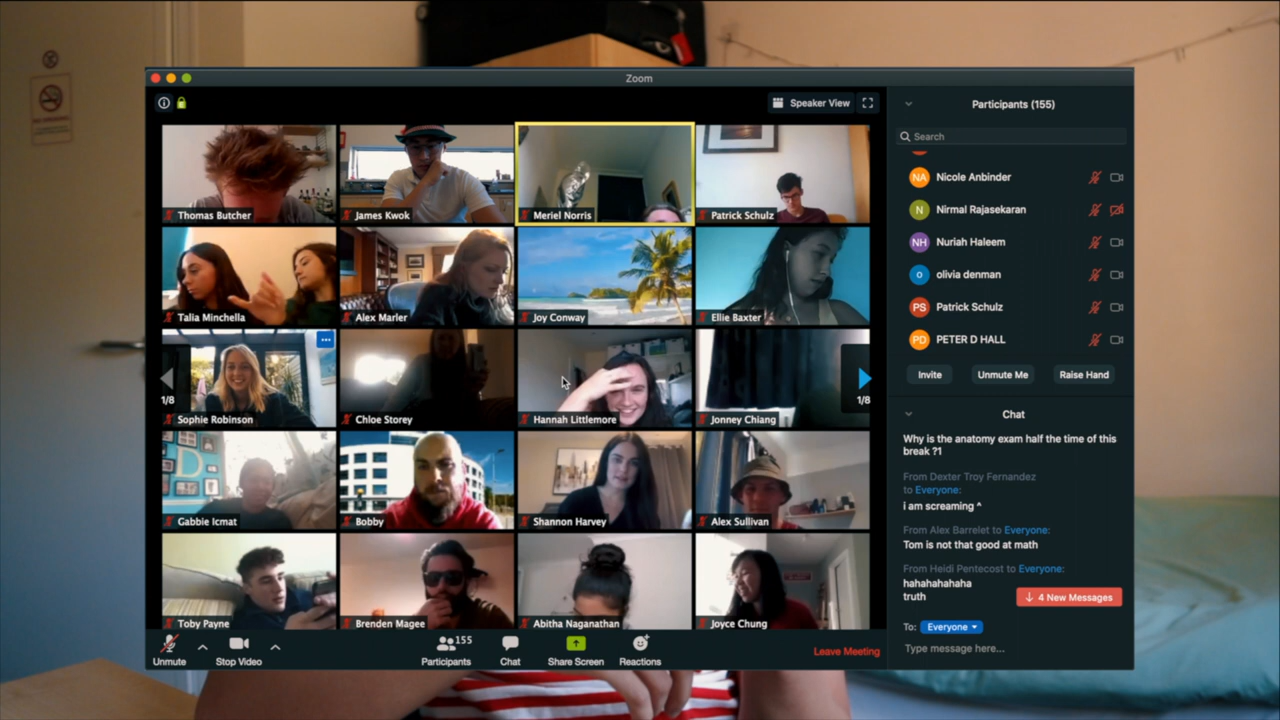 Zoom
Speaker View
Thomas Butcher
James Kwok
Meriel Norris
Patrick Schulz
Talia Minchella
Alex Marler
Joy Conway
Ellie Baxter
1/8
Sophie Robinson
Chloe Storey
Hannah Littlemore
Jonney Chiang
1/8
D
Gabbie Icmat
Bobby
Shannon Harvey
Alex Sullivan
Toby Payne
Brenden Magee
Abitha Naganathan
Joyce Chung
Unmute
Stop Video
155
Participants
Chat
Share Screen
Reactions
Leave Meeting
Participants (155)
Search
NA Nicole Anbinder
N Nirmal Rajasekaran
NH Nuriah Haleem
o olivia denman
PS Patrick Schulz
PD PETER D HALL
Invite
Unmute Me
Raise Hand
Chat
Why is the anatomy exam half the time of this
break ?1
From Dexter Troy Fernandez
to Everyone:
i am screaming ^
From Alex Barrelet to Everyone:
Tom is not that good at math
From Heidi Pentecost to Everyone:
hahahahahaha
truth
4 New Messages
To: Everyone
Type message here...